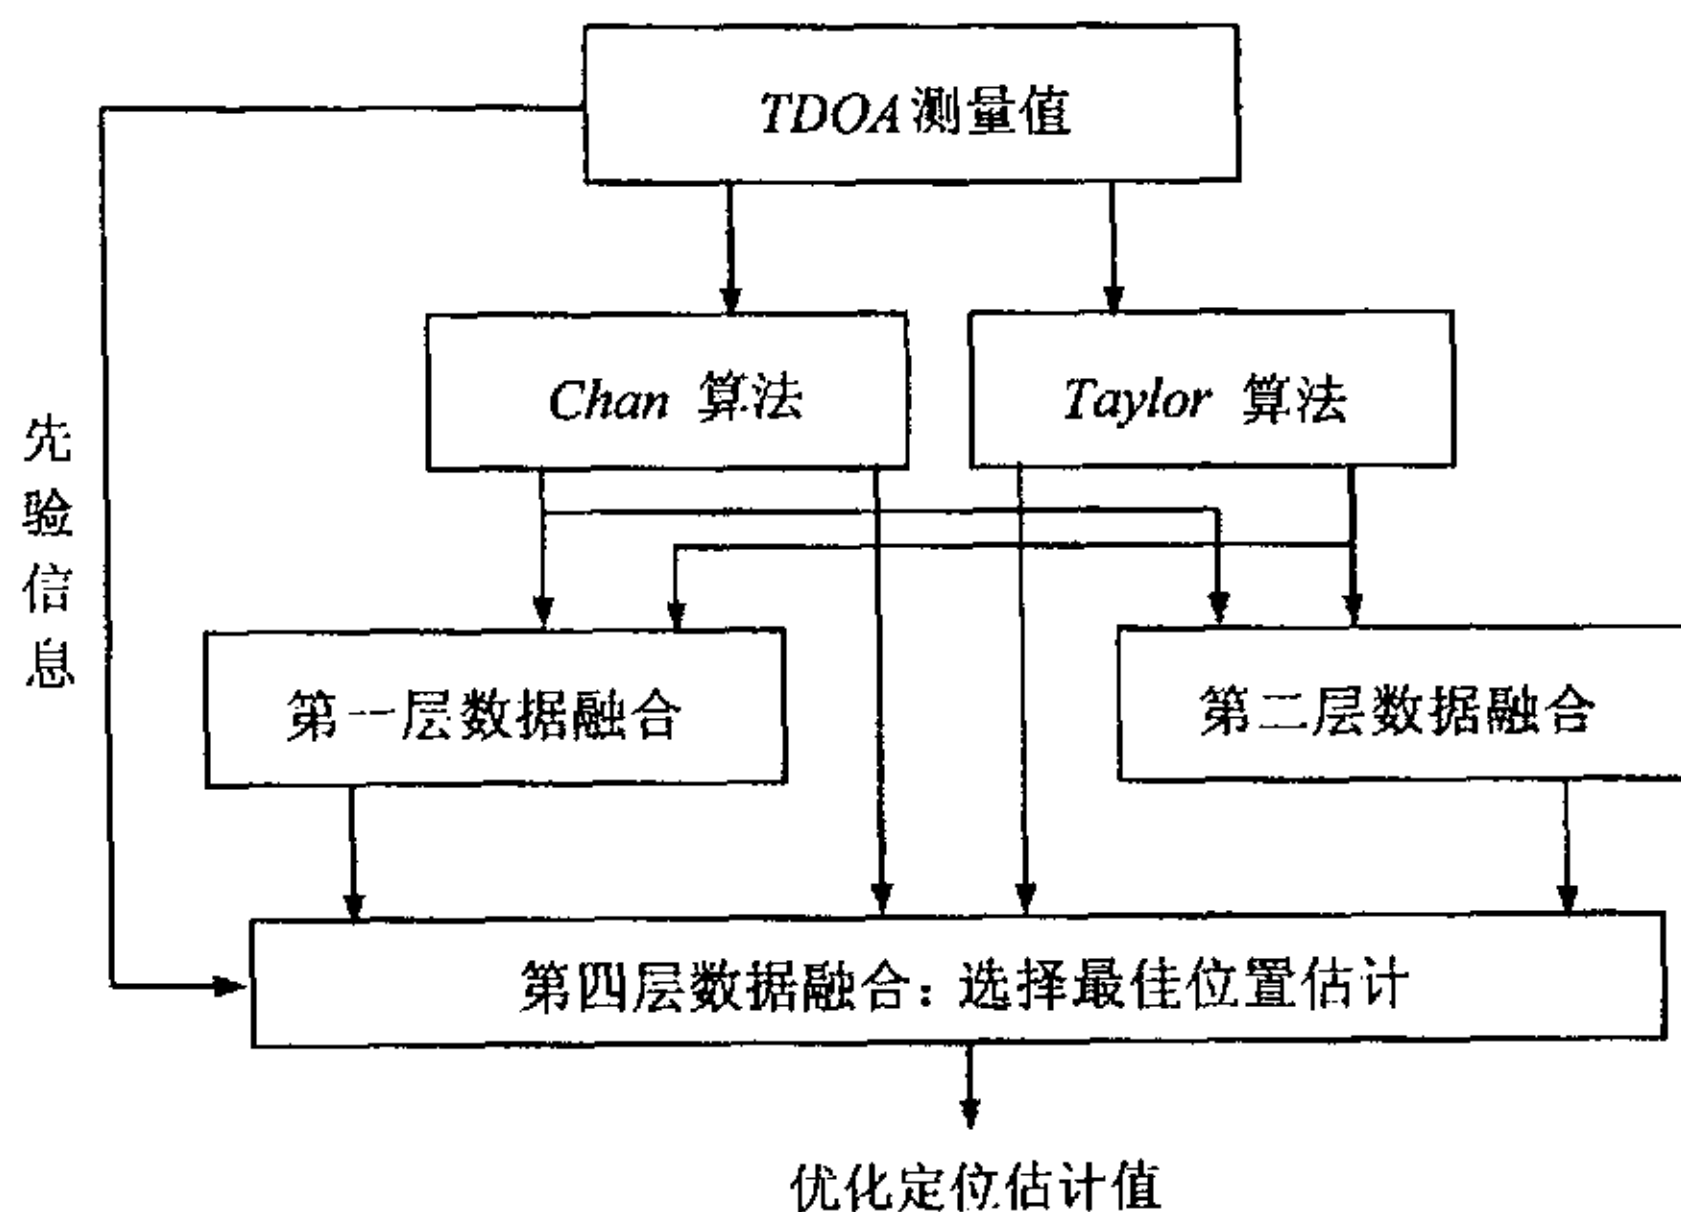 TDOA测量值
Chan 算法
Taylor 算法
先验信息
第一层数据融合
第二层数据融合
第四层数据融合：选择最佳位置估计
优化定位估计值